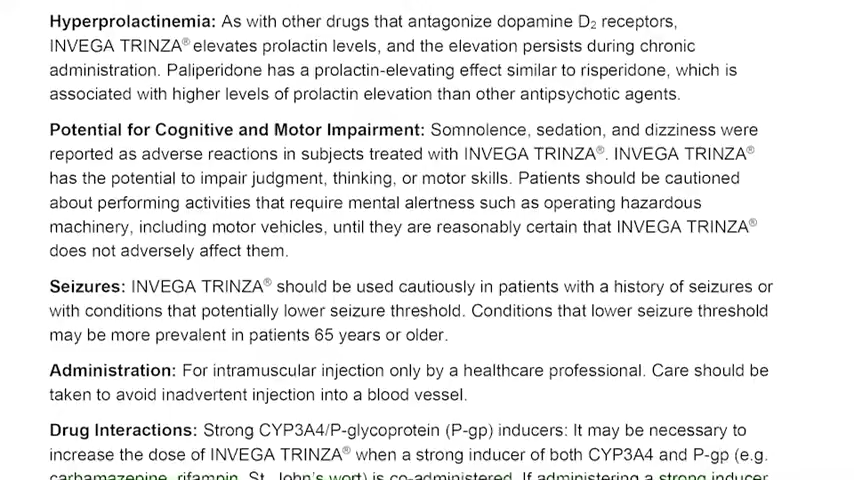 Hyperprolactinemia: As with other drugs that antagonize dopamine D₂ receptors,
INVEGA TRINZA® elevates prolactin levels, and the elevation persists during chronic
administration. Paliperidone has a prolactin-elevating effect similar to risperidone, which is
associated with higher levels of prolactin elevation than other antipsychotic agents.
Potential for Cognitive and Motor Impairment: Somnolence, sedation, and dizziness were
reported as adverse reactions in subjects treated with INVEGA TRINZA®. INVEGA TRINZA®
has the potential to impair judgment, thinking, or motor skills. Patients should be cautioned
about performing activities that require mental alertness such as operating hazardous
machinery, including motor vehicles, until they are reasonably certain that INVEGA TRINZA®
does not adversely affect them.
Seizures: INVEGA TRINZA® should be used cautiously in patients with a history of seizures or
with conditions that potentially lower seizure threshold. Conditions that lower seizure threshold
may be more prevalent in patients 65 years or older.
Administration: For intramuscular injection only by a healthcare professional. Care should be
taken to avoid inadvertent injection into a blood vessel.
Drug Interactions: Strong CYP3A4/P-glycoprotein (P-gp) inducers: It may be necessary to
increase the dose of INVEGA TRINZA® when a strong inducer of both CYP3A4 and P-gp (e.g.
carbamazepine, rifampin, St. John's wort) is co-administered. If administering a strong inducer